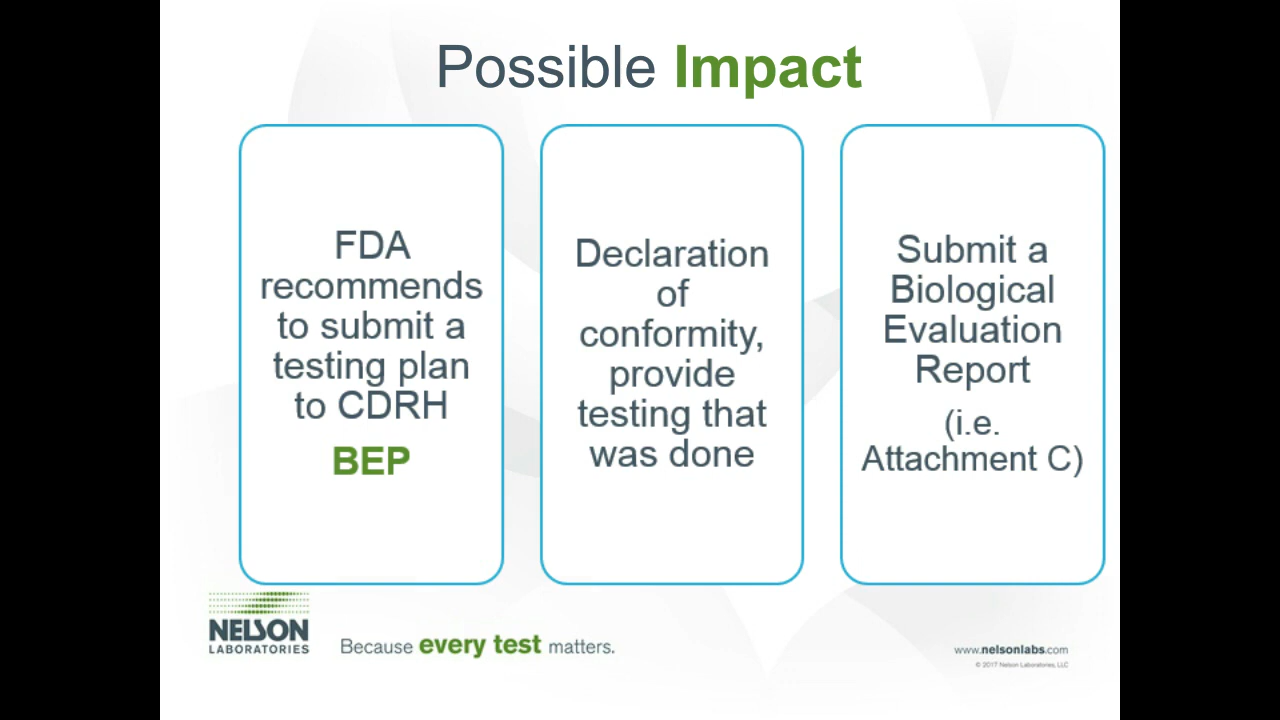 Possible Impact
FDA
recommends
to submit a
testing plan
to CDRH
BEP
Declaration
of
conformity,
provide
testing that
was done
Submit a
Biological
Evaluation
Report
(i.e.
Attachment C)
NELSON
LABORATORIES
Because every test matters.
www.nelsonlabs.com
© 2017 Nelson Laboratories, LLC